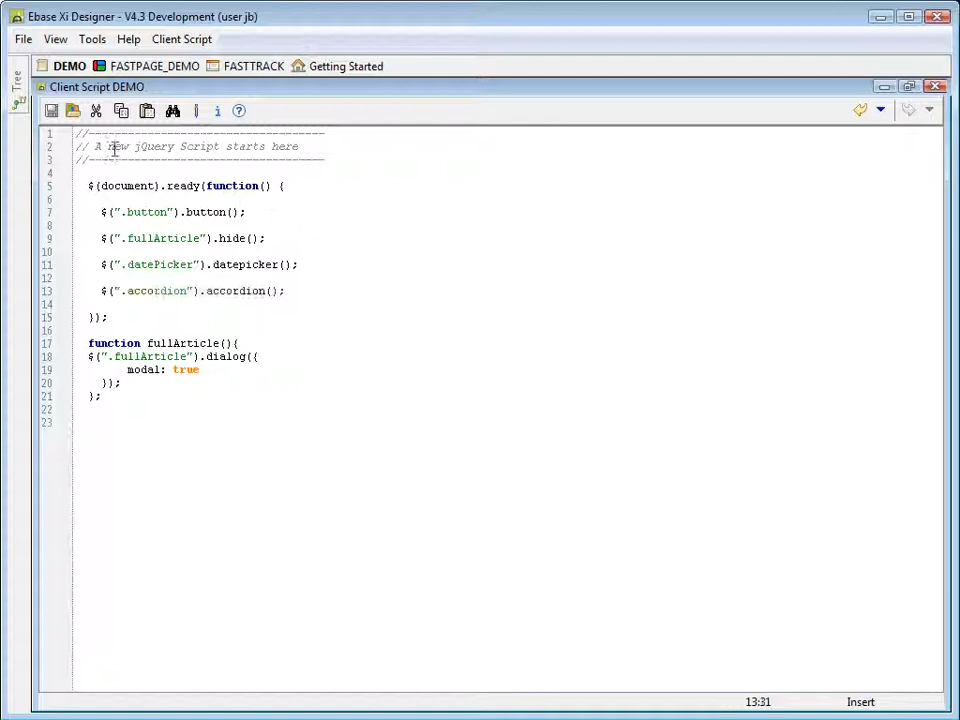 Ebase Xi Designer - V4.3 Development (user jb)
File View Tools Help Client Script
DEMO FASTPAGE_DEMO FASTTRACK Getting Started
Tree
Client Script DEMO
1 //------------------------------------
2 // A new jQuery Script starts here
3 //------------------------------------
4
5 $(document).ready(function() {
6
7 $(".button").button();
8
9 $(".fullArticle").hide();
10
11 $(".datePicker").datepicker();
12
13 $(".accordion").accordion();
14
15 });
16
17 function fullArticle(){
18 $(".fullArticle").dialog({
19 modal: true
20 });
21 };
22
23
13:31 Insert